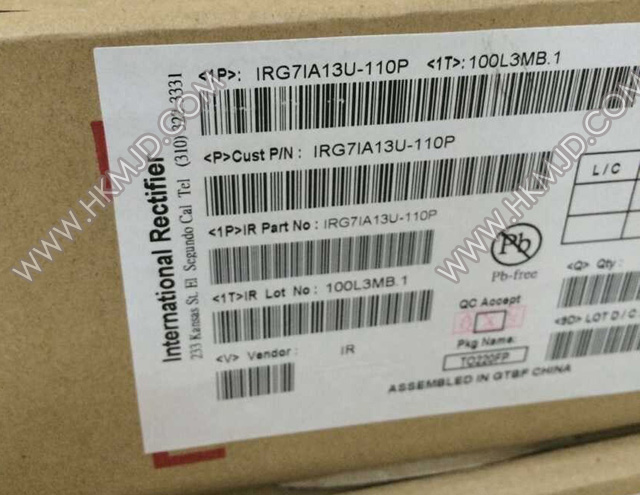 <1P>: IRG7IA13U-110P <1T>: 100L3MB.1
<P>Cust P/N: IRG7IA13U-110P
<1P>IR Part No: IRG7IA13U-110P
<1T>IR Lot No: 100L3MB.1
<V> Vendor: IR
International Rectifier
233 Kansas St. El Segundo Cal Tel (310) 322-3331
L/C
Pb
Pb-free
<Q> Qty:
QC Accept
<9D> LOT D/C
Pkg Name:
TO220FP
ASSEMBLED IN GTBF CHINA
WWW.HKMJD.COM
WWW.HKMJD.COM